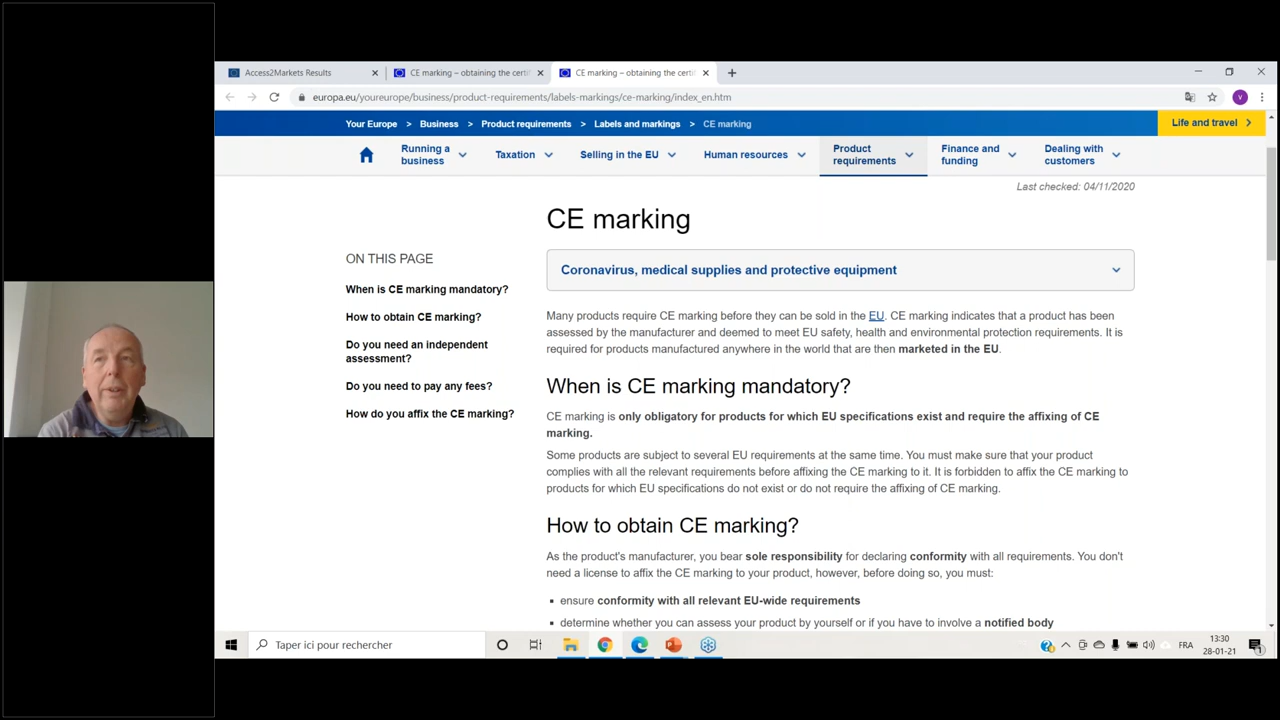 Access2Markets Results
CE marking – obtaining the certi
CE marking – obtaining the certi
europa.eu/youreurope/business/product-requirements/labels-markings/ce-marking/index_en.htm
Your Europe > Business > Product requirements > Labels and markings > CE marking
Life and travel >
Running a business
Taxation
Selling in the EU
Human resources
Product requirements
Finance and funding
Dealing with customers
Last checked: 04/11/2020
CE marking
ON THIS PAGE
When is CE marking mandatory?
How to obtain CE marking?
Do you need an independent
assessment?
Do you need to pay any fees?
How do you affix the CE marking?
Coronavirus, medical supplies and protective equipment
Many products require CE marking before they can be sold in the EU. CE marking indicates that a product has been
assessed by the manufacturer and deemed to meet EU safety, health and environmental protection requirements. It is
required for products manufactured anywhere in the world that are then marketed in the EU.
When is CE marking mandatory?
CE marking is only obligatory for products for which EU specifications exist and require the affixing of CE
marking.
Some products are subject to several EU requirements at the same time. You must make sure that your product
complies with all the relevant requirements before affixing the CE marking to it. It is forbidden to affix the CE marking to
products for which EU specifications do not exist or do not require the affixing of CE marking.
How to obtain CE marking?
As the product's manufacturer, you bear sole responsibility for declaring conformity with all requirements. You don't
need a license to affix the CE marking to your product, however, before doing so, you must:
▪ ensure conformity with all relevant EU-wide requirements
▪ determine whether you can assess your product by yourself or if you have to involve a notified body
Taper ici pour rechercher
FRA
13:30
28-01-21